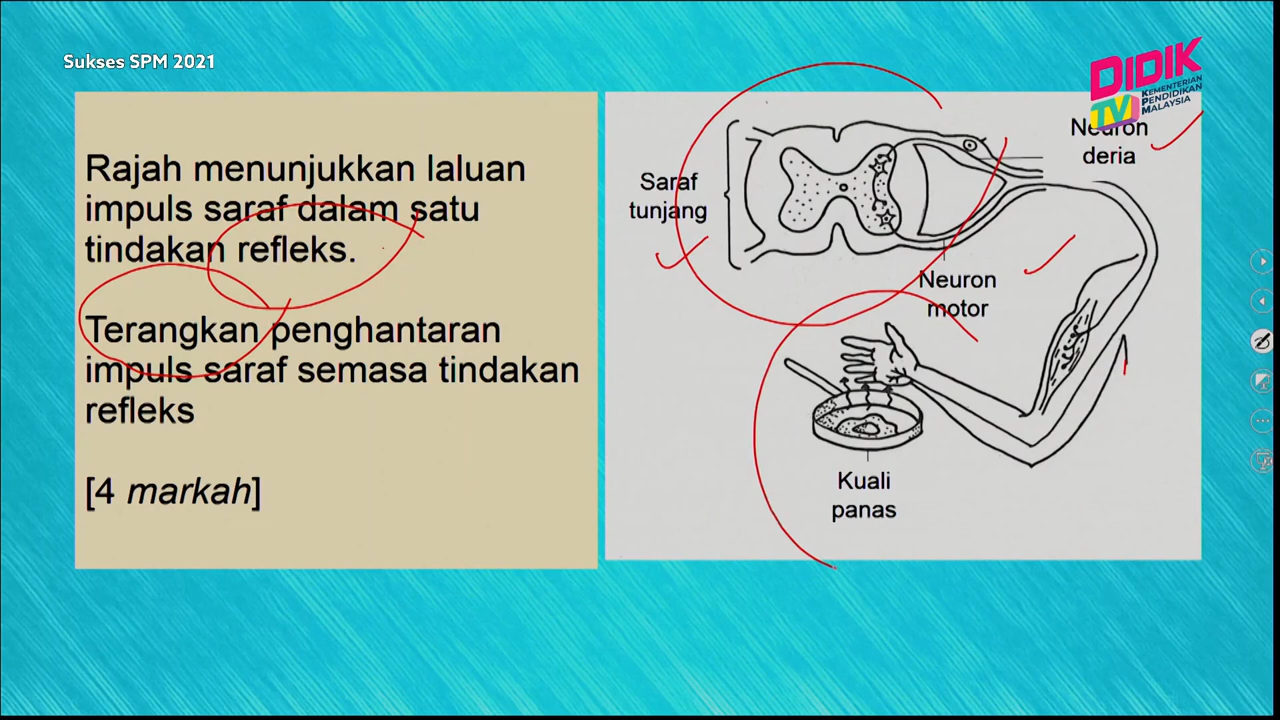 Sukses SPM 2021
DIDIK
TV
KEMENTERIAN
PENDIDIKAN
MALAYSIA
Rajah menunjukkan laluan
impuls saraf dalam satu
tindakan refleks.
Terangkan penghantaran
impuls saraf semasa tindakan
refleks
[4 markah]
Neuron
deria
Saraf
tunjang
Neuron
motor
Kuali
panas